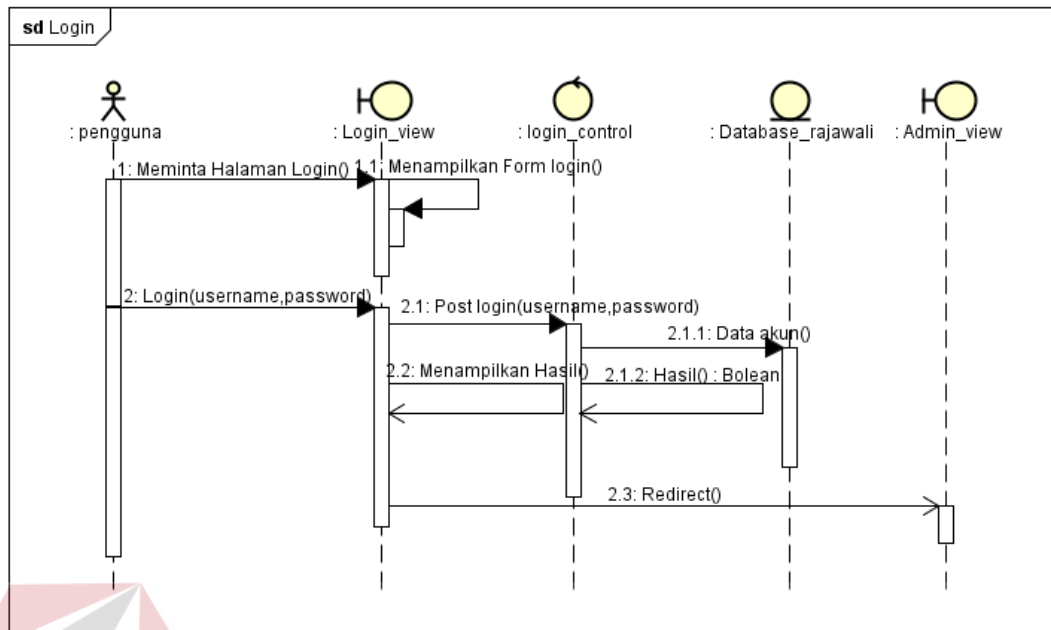 sd Login
: pengguna
: Login_view
: login_control
: Database_rajawali
: Admin_view
1: Meminta Halaman Login()
1.1: Menampilkan Form login()
2: Login(username,password)
2.1: Post login(username,password)
2.1.1: Data akun()
2.2: Menampilkan Hasil()
2.1.2: Hasil() : Bolean
2.3: Redirect()